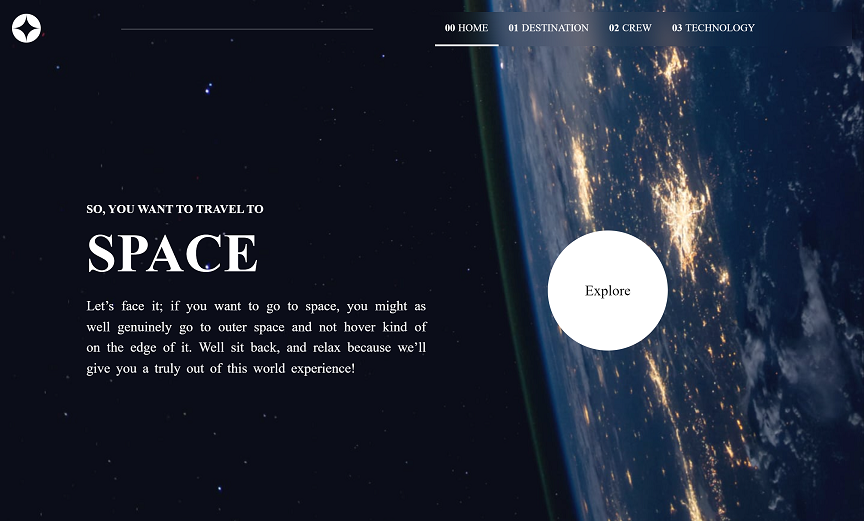 00 HOME 01 DESTINATION 02 CREW 03 TECHNOLOGY
SO, YOU WANT TO TRAVEL TO
SPACE
Let’s face it; if you want to go to space, you might as
well genuinely go to outer space and not hover kind of
on the edge of it. Well sit back, and relax because we’ll
give you a truly out of this world experience!
Explore